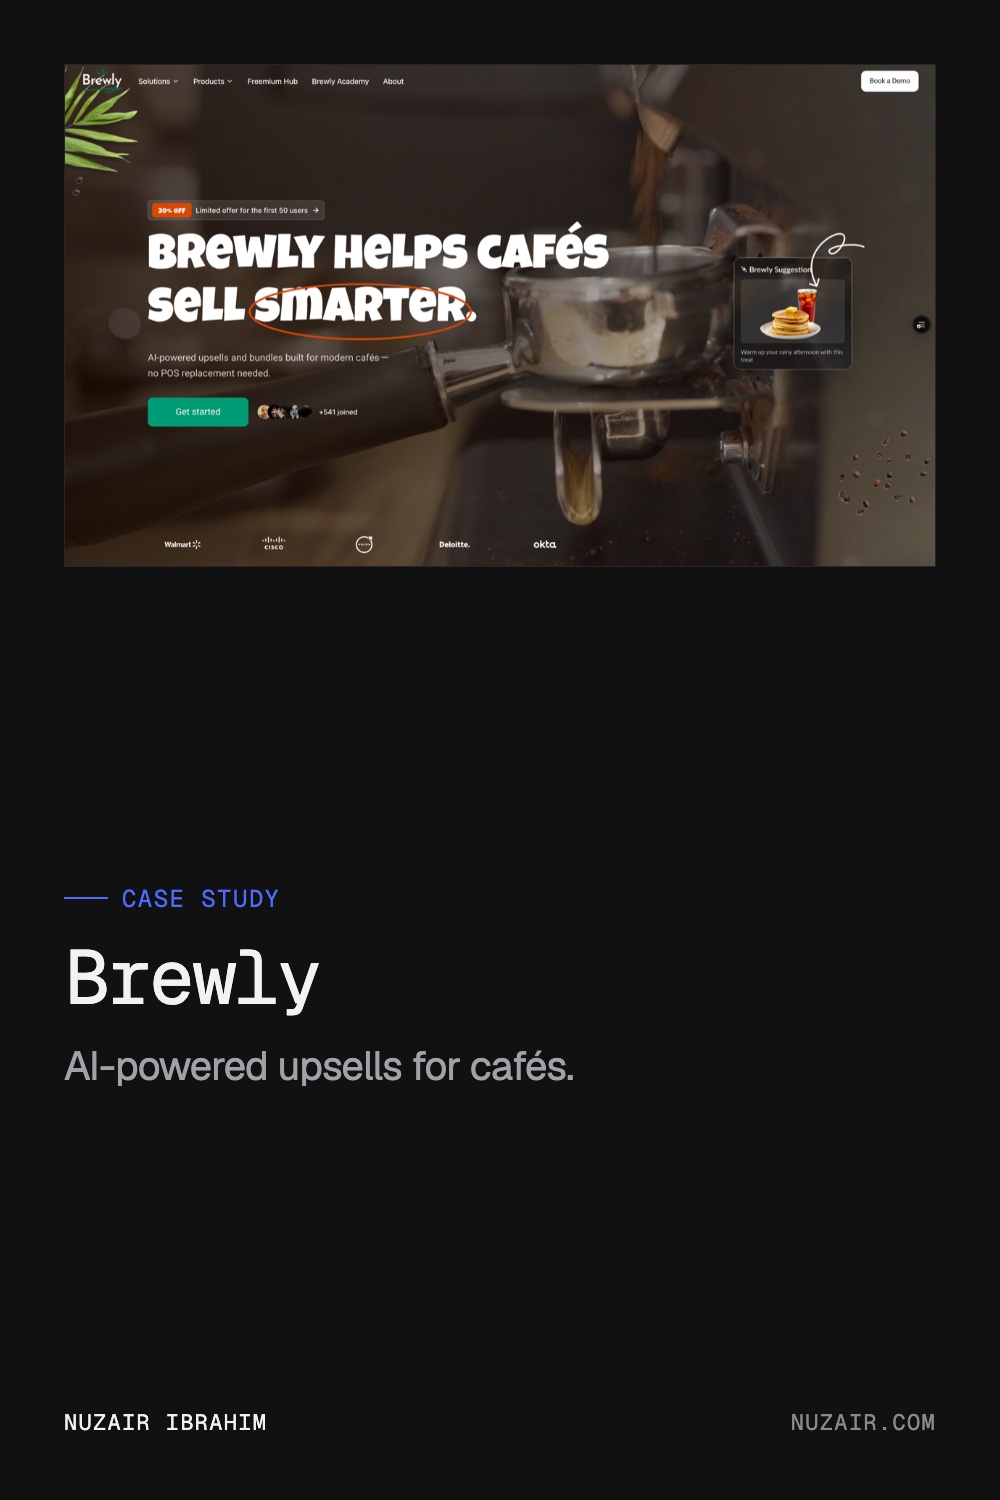 Brewly
Solutions
Products
Freemium Hub
Brewly Academy
About
Book a Demo
30% OFF
Limited offer for the first 50 users →
BREWLY HELPS CAFÉS
SELL SMARTER.
Brewly Suggestion
Warm up your rainy afternoon with this
treat
AI-powered upsells and bundles built for modern cafés —
no POS replacement needed.
Get started
+541 joined
Walmart
CISCO
Deloitte.
okta
CASE STUDY
Brewly
AI-powered upsells for cafés.
NUZAIR IBRAHIM
NUZAIR.COM